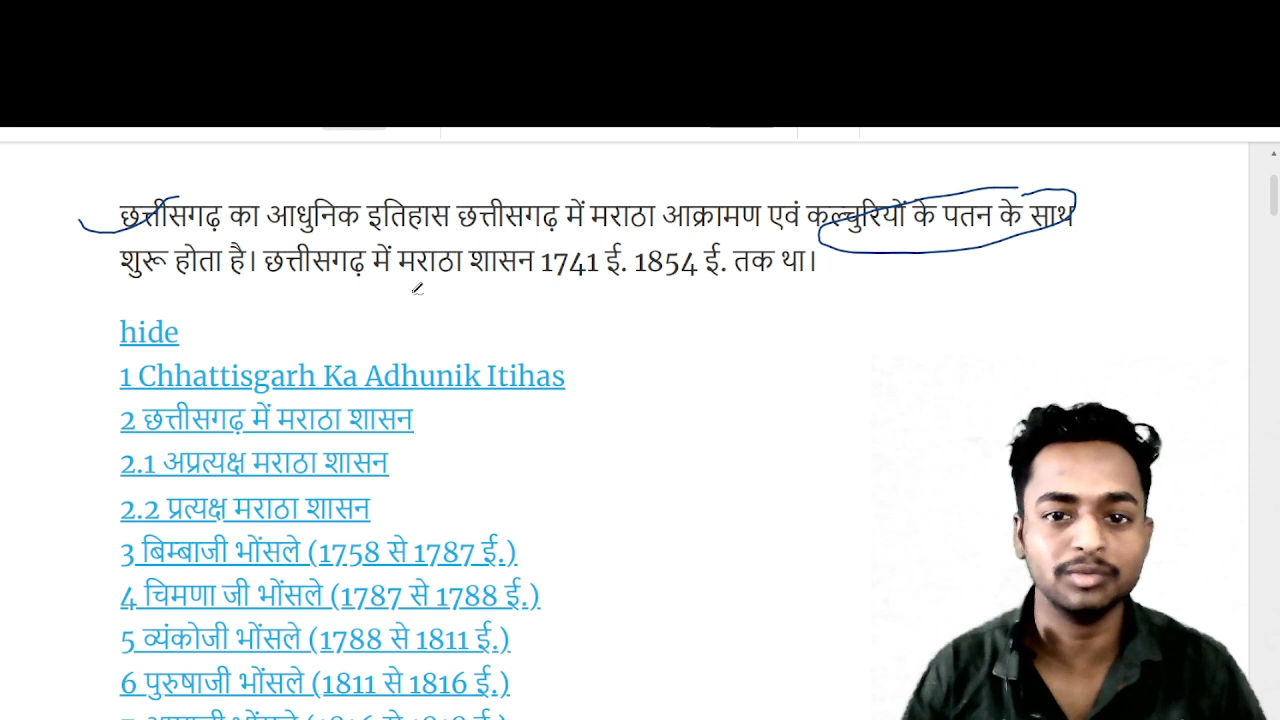 छत्तीसगढ़ का आधुनिक इतिहास छत्तीसगढ़ में मराठा आक्रामण एवं कल्चुरियों के पतन के साथ
शुरू होता है। छत्तीसगढ़ में मराठा शासन 1741 ई. 1854 ई. तक था।
hide
1 Chhattisgarh Ka Adhunik Itihas
2 छत्तीसगढ़ में मराठा शासन
2.1 अप्रत्यक्ष मराठा शासन
2.2 प्रत्यक्ष मराठा शासन
3 बिम्बाजी भोंसले (1758 से 1787 ई.)
4 चिमणा जी भोंसले (1787 से 1788 ई.)
5 व्यंकोजी भोंसले (1788 से 1811 ई.)
6 पुरुषाजी भोंसले (1811 से 1816 ई.)